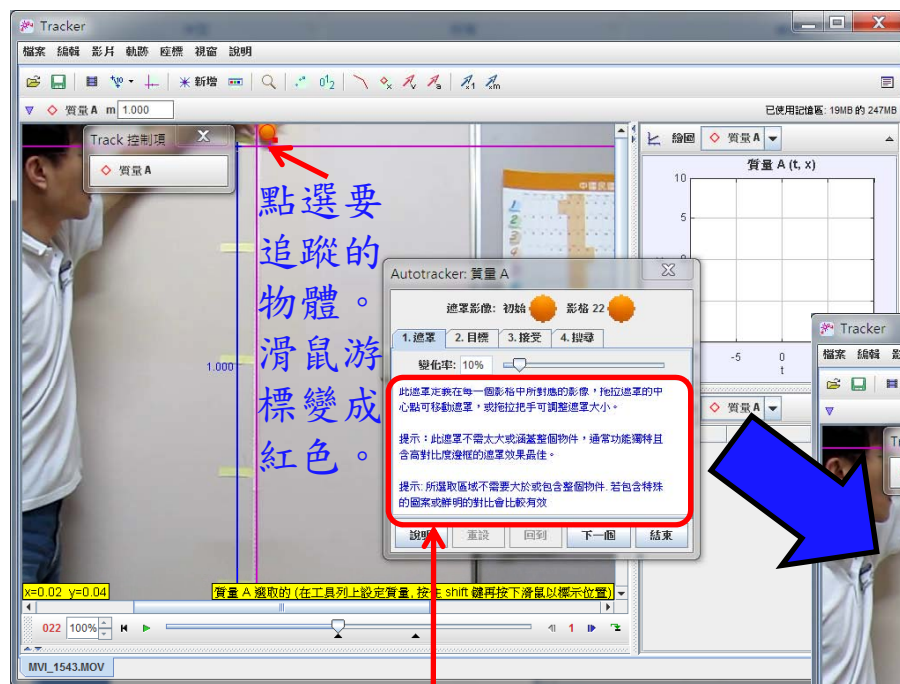 Tracker
檔案 編輯 影片 軌跡 座標 視窗 說明
新增
質量 A m 1.000
已使用記憶區: 19MB 的 247MB
Track 控制項
質量 A
點選要
追蹤的
物體。
滑鼠游
標變成
紅色。
1.000
繪圖 質量 A
質量 A (t, x)
10
5
0
-5 0
t
質量 A
Autotracker: 質量 A
遮罩影像: 初始 影格 22
1. 遮罩 2. 目標 3. 接受 4. 搜尋
變化率: 10%
此遮罩定義在每一個影格中所對應的影像，拖拉遮罩的中
心點可移動遮罩，或拖拉把手可調整遮罩大小。
提示：此遮罩不需太大或涵蓋整個物件，通常功能獨特且
含高對比度邊框的遮罩效果最佳。
提示: 所選取區域不需要大於或包含整個物件. 若包含特殊
的圖案或鮮明的對比會比較有效
說明 重設 回到 下一個 結束
x=0.02 y=0.04
質量 A 選取的 (在工具列上設定質量, 按住 shift 鍵再按下滑鼠以標示位置)
022 100% 1
MVI_1543.MOV
Tracker
檔案 編輯